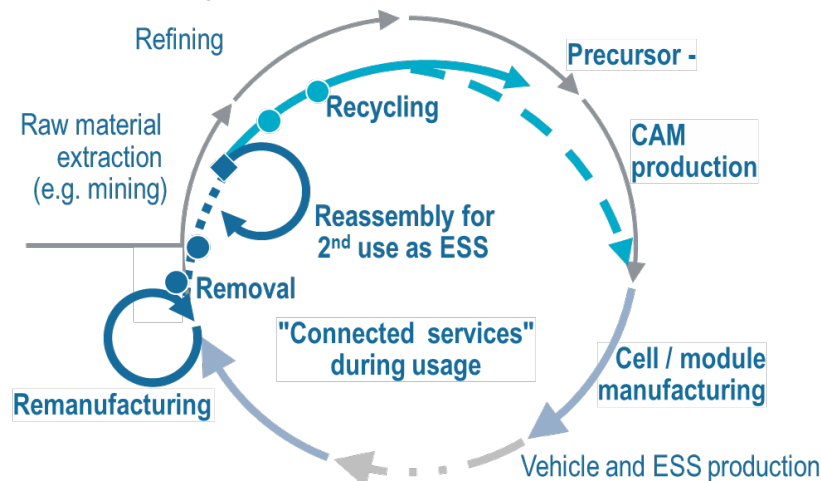 Refining
Precursor -
Recycling
Raw material
extraction
(e.g. mining)
CAM
production
Reassembly for
2nd use as ESS
Removal
"Connected services"
during usage
Cell / module
manufacturing
Remanufacturing
Vehicle and ESS production